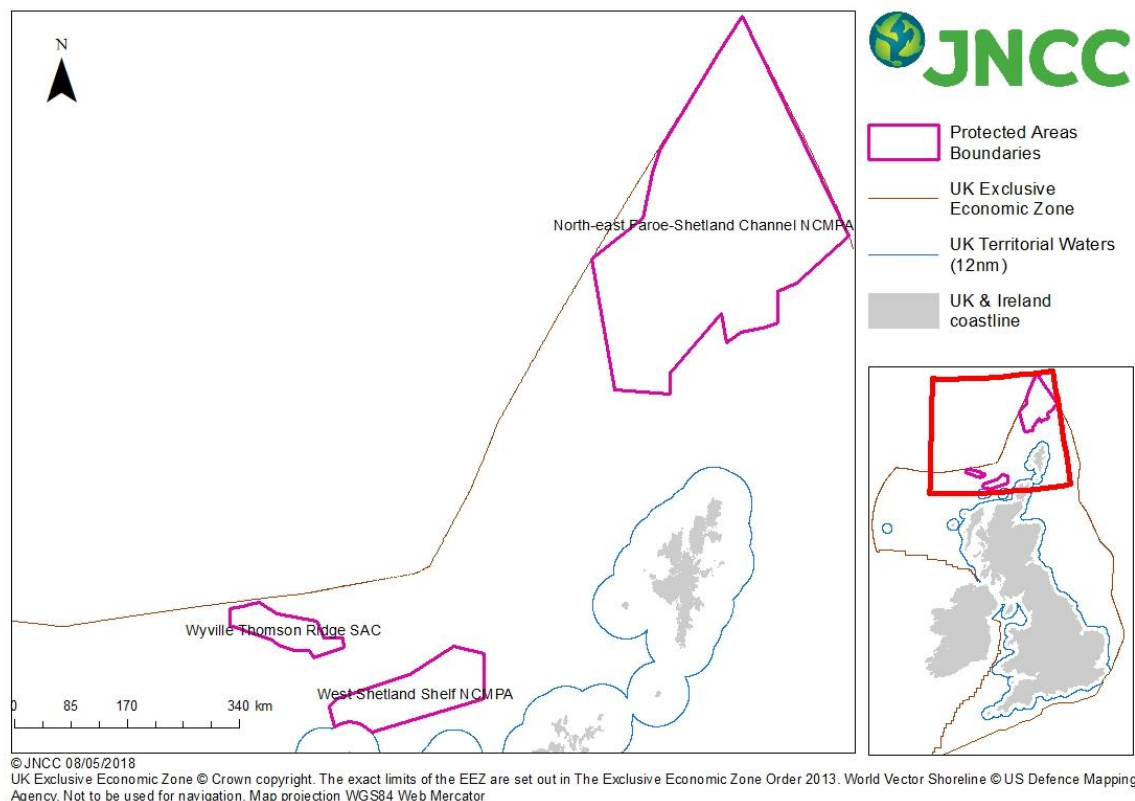 N
JNCC
Protected Areas
Boundaries
UK Exclusive
Economic Zone
UK Territorial Waters
(12nm)
UK & Ireland
coastline
North-east Faroe-Shetland Channel NCMPA
Wyville Thomson Ridge SAC
West Shetland Shelf NCMPA
0 85 170 340 km
© JNCC 08/05/2018
UK Exclusive Economic Zone © Crown copyright. The exact limits of the EEZ are set out in The Exclusive Economic Zone Order 2013. World Vector Shoreline © US Defence Mapping
Agency. Not to be used for navigation. Map projection WGS84 Web Mercator